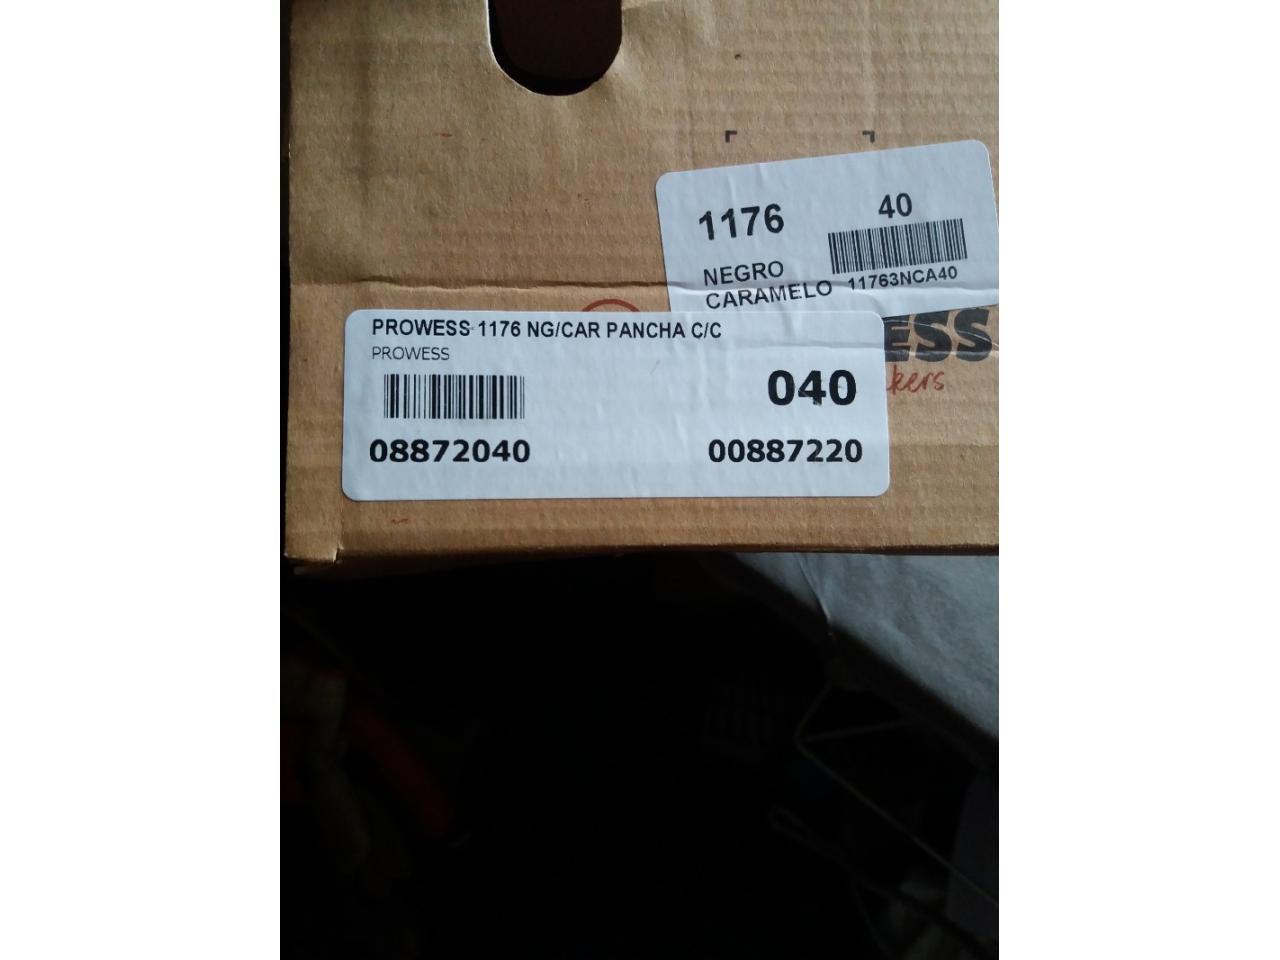 1176
40
NEGRO
CARAMELO
11763NCA40
ESS
kers
PROWESS 1176 NG/CAR PANCHA C/C
PROWESS
040
08872040
00887220